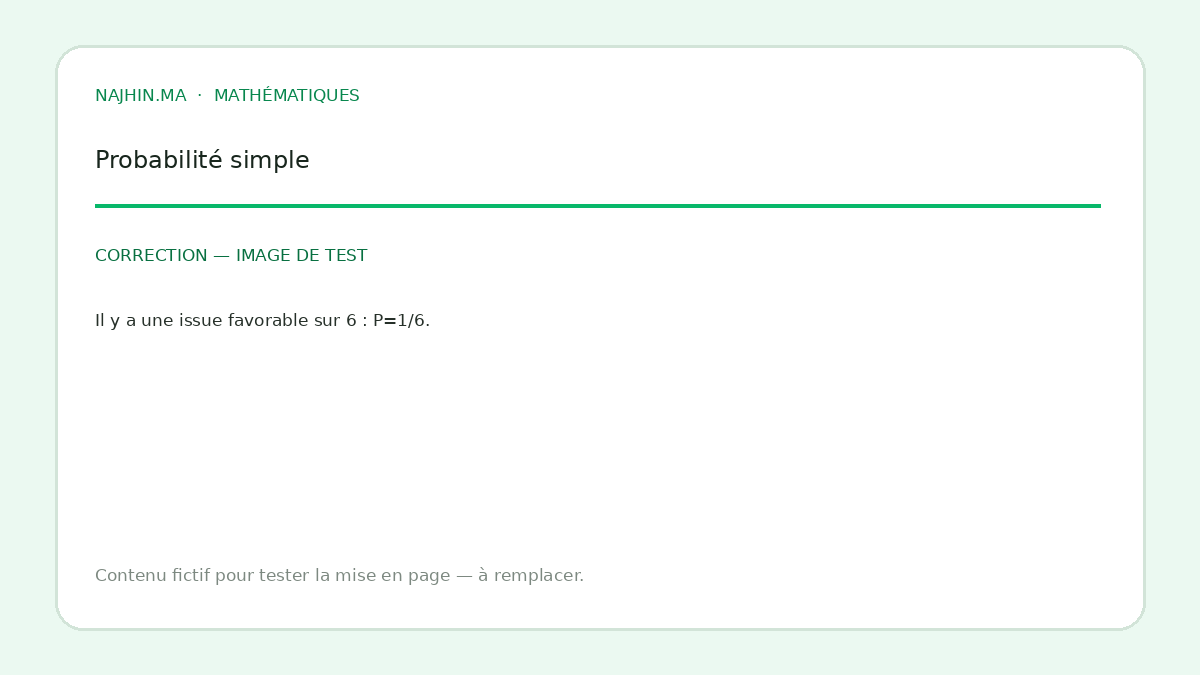 NAJHIN.MA · MATHÉMATIQUES
Probabilité simple
CORRECTION — IMAGE DE TEST
Il y a une issue favorable sur 6 : P=1/6.
Contenu fictif pour tester la mise en page — à remplacer.